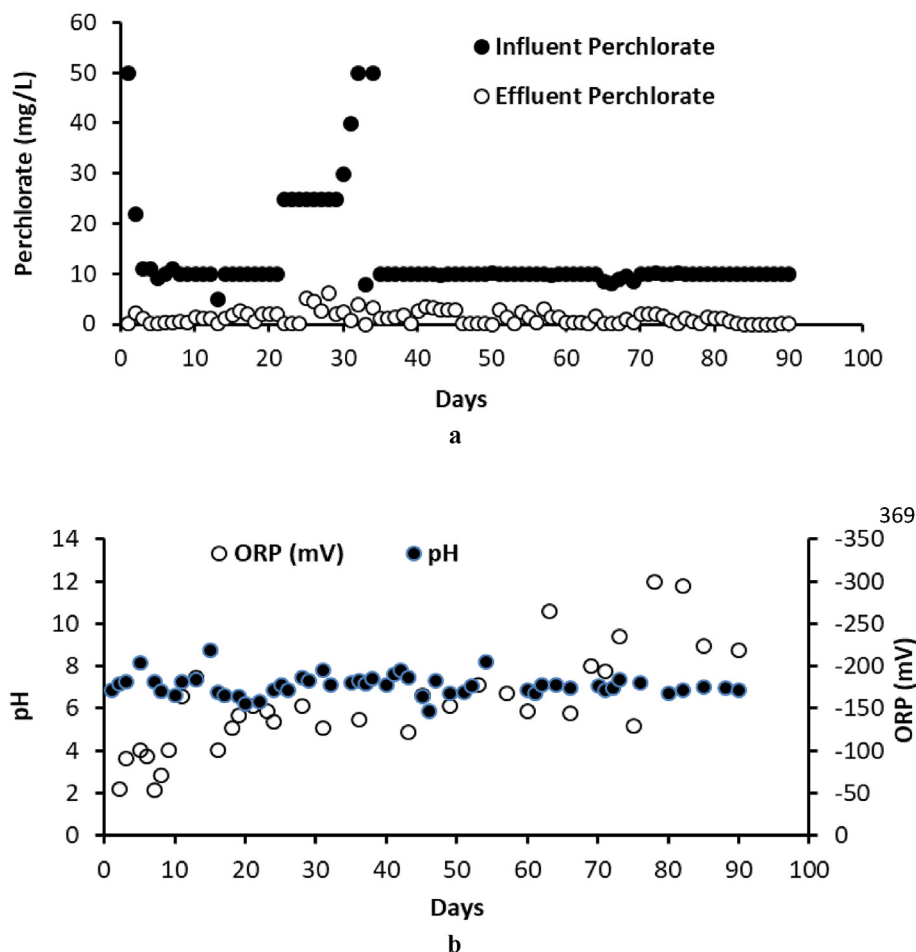 60
50
40
30
20
10
0
Perchlorate (mg/L)
Influent Perchlorate
Effluent Perchlorate
0 10 20 30 40 50 60 70 80 90 100
Days
a
369
14
12
10
8
6
4
2
0
pH
ORP (mV) pH
-350
-300
-250
-200
-150
-100
-50
0
ORP (mV)
0 10 20 30 40 50 60 70 80 90 100
Days
b